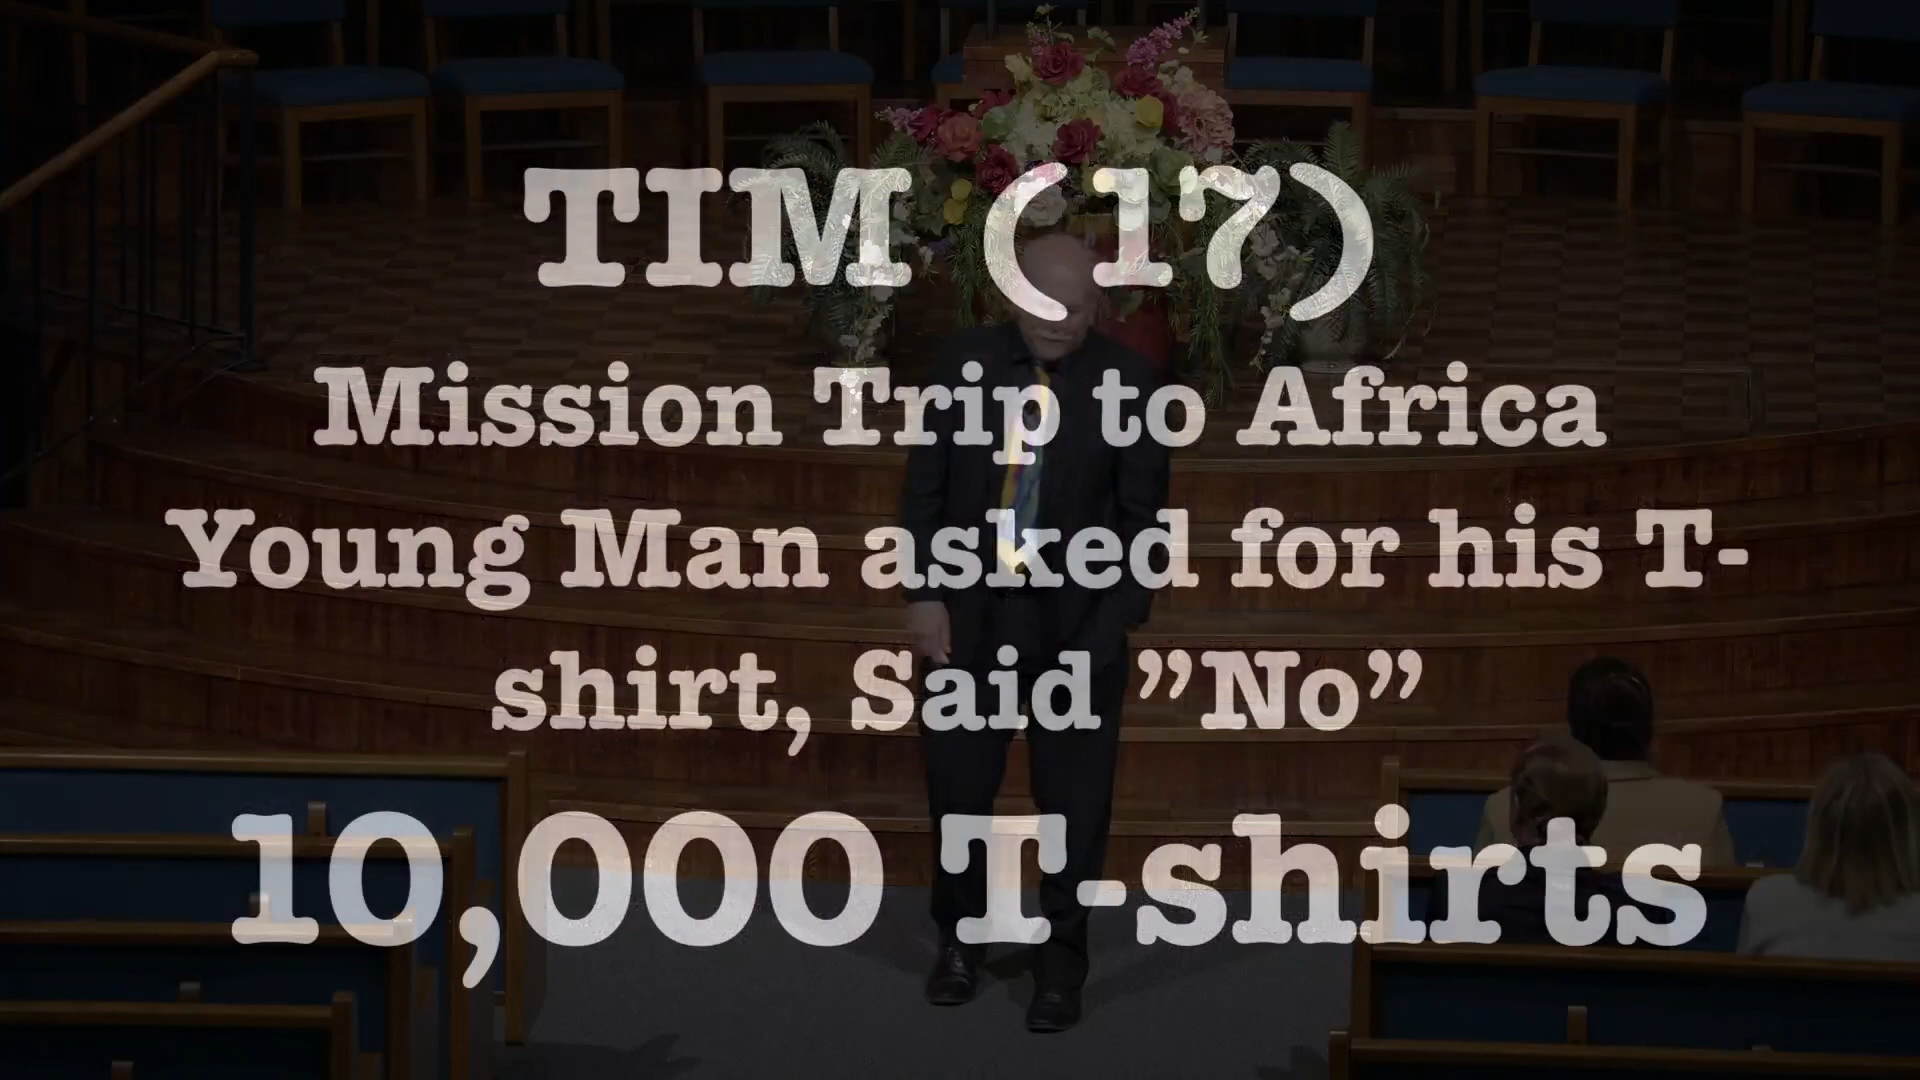 TIM (17)
Mission Trip to Africa
Young Man asked for his T-
shirt, Said ”No”
10,000 T-shirts